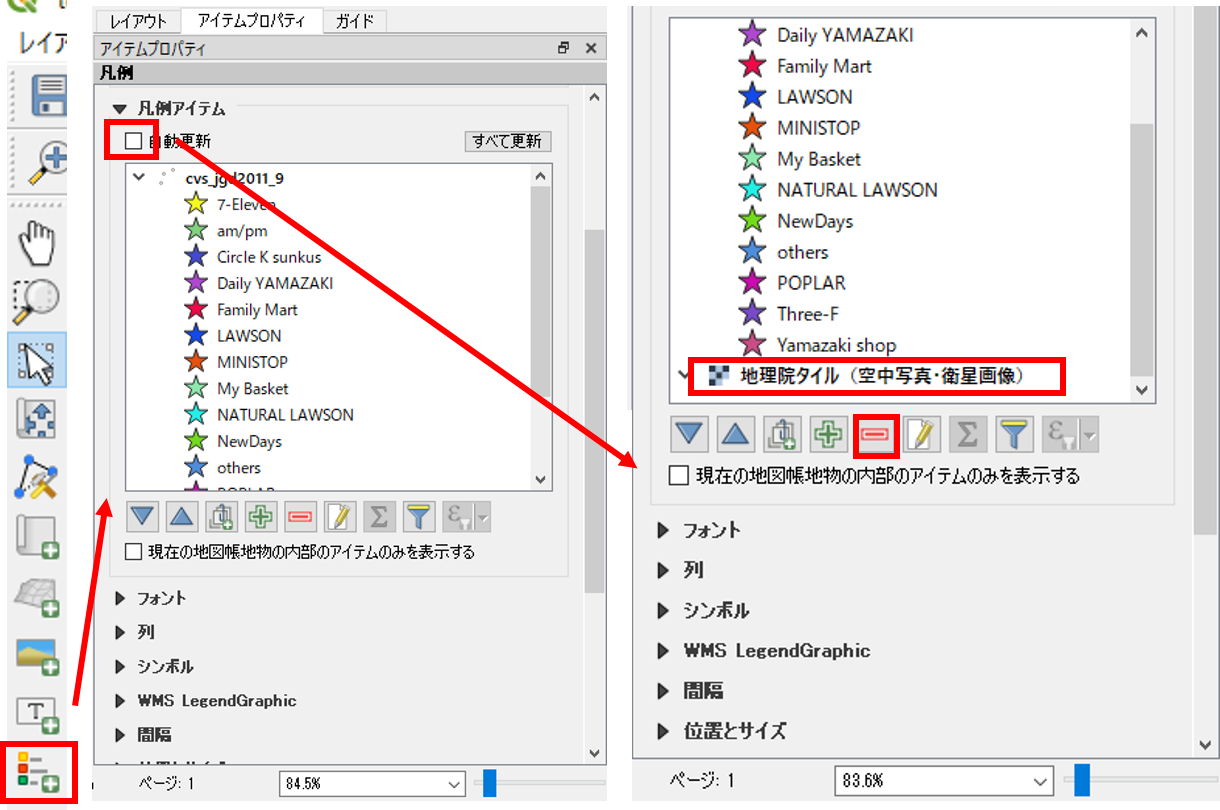 レイア
レイアウト アイテムプロパティ ガイド
アイテムプロパティ
凡例
凡例アイテム
自動更新 すべて更新
cvs_jgd2011_9
7-Eleven
am/pm
Circle K sunkus
Daily YAMAZAKI
Family Mart
LAWSON
MINISTOP
My Basket
NATURAL LAWSON
NewDays
others
POPLAR
現在の地図帳地物の内部のアイテムのみを表示する
フォント
列
シンボル
WMS LegendGraphic
間隔
ページ: 1 84.5%
Daily YAMAZAKI
Family Mart
LAWSON
MINISTOP
My Basket
NATURAL LAWSON
NewDays
others
POPLAR
Three-F
Yamazaki shop
地理院タイル（空中写真・衛星画像）
現在の地図帳地物の内部のアイテムのみを表示する
フォント
列
シンボル
WMS LegendGraphic
間隔
位置とサイズ
ページ: 1 83.6%